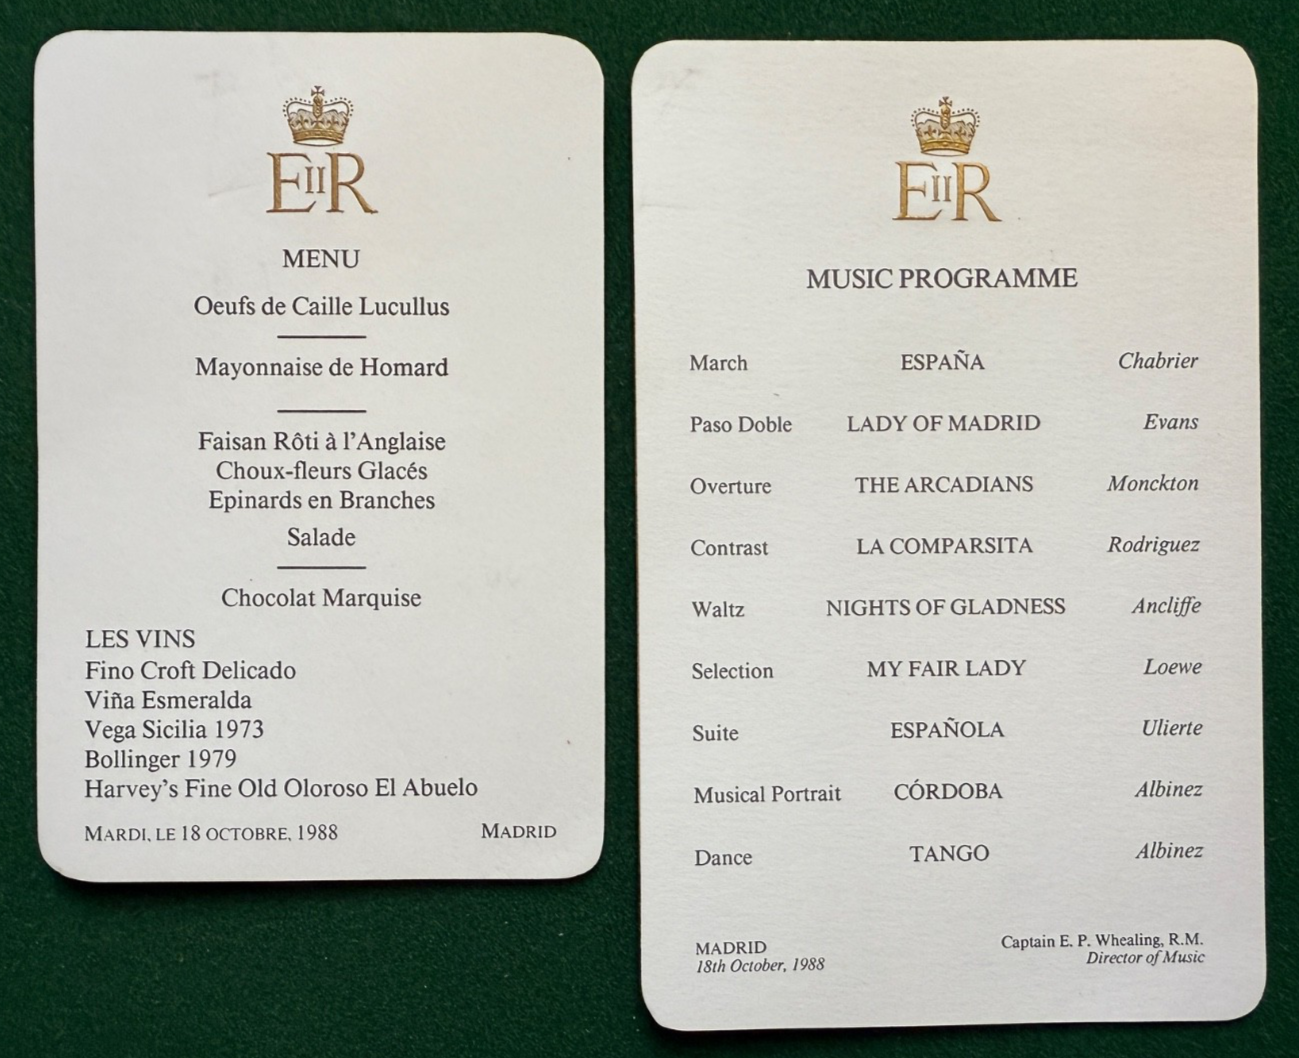 EIIR
MENU
Oeufs de Caille Lucullus
Mayonnaise de Homard
Faisan Rôti à l'Anglaise
Choux-fleurs Glacés
Epinards en Branches
Salade
Chocolat Marquise
LES VINS
Fino Croft Delicado
Viña Esmeralda
Vega Sicilia 1973
Bollinger 1979
Harvey's Fine Old Oloroso El Abuelo
MARDI, LE 18 OCTOBRE, 1988 MADRID
EIIR
MUSIC PROGRAMME
March ESPAÑA Chabrier
Paso Doble LADY OF MADRID Evans
Overture THE ARCADIANS Monckton
Contrast LA COMPARSITA Rodriguez
Waltz NIGHTS OF GLADNESS Ancliffe
Selection MY FAIR LADY Loewe
Suite ESPAÑOLA Ulierte
Musical Portrait CÓRDOBA Albinez
Dance TANGO Albinez
MADRID
18th October, 1988
Captain E. P. Whealing, R.M.
Director of Music